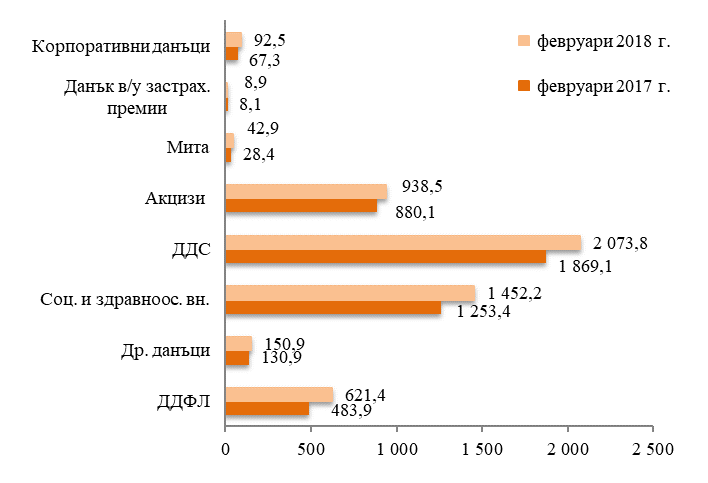 Корпоративни данъци
92,5
67,3
февруари 2018 г.
Данък в/у застрах.
премии
8,9
8,1
февруари 2017 г.
Мита
42,9
28,4
Акцизи
938,5
880,1
ДДС
2 073,8
1 869,1
Соц. и здравноос. вн.
1 452,2
1 253,4
Др. данъци
150,9
130,9
ДДФЛ
621,4
483,9
0 500 1 000 1 500 2 000 2 500